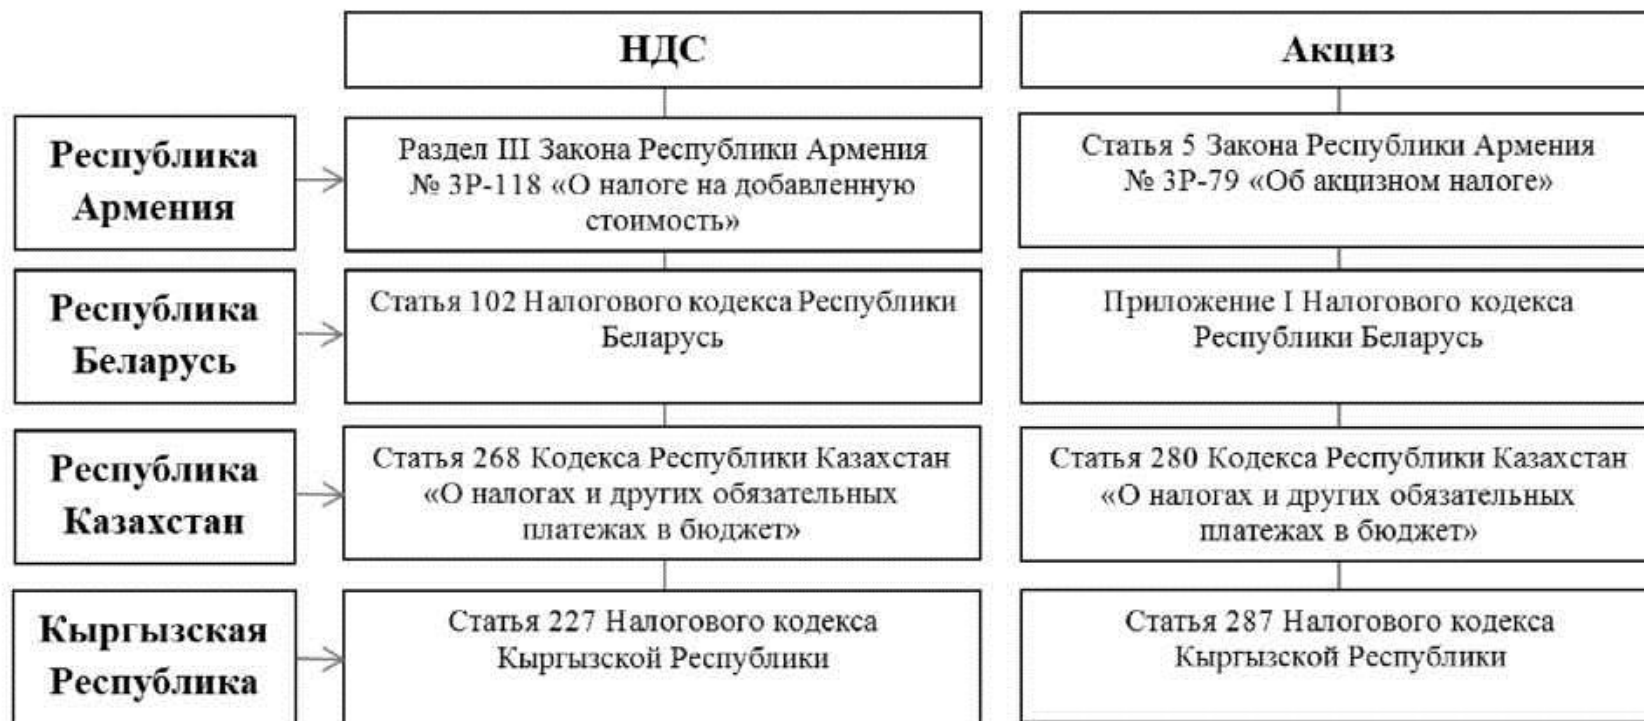 НДС
Акциз
Республика
Армения
Раздел III Закона Республики Армения
№ ЗР-118 «О налоге на добавленную
стоимость»
Статья 5 Закона Республики Армения
№ ЗР-79 «Об акцизном налоге»
Республика
Беларусь
Статья 102 Налогового кодекса Республики
Беларусь
Приложение I Налогового кодекса
Республики Беларусь
Республика
Казахстан
Статья 268 Кодекса Республики Казахстан
«О налогах и других обязательных
платежах в бюджет»
Статья 280 Кодекса Республики Казахстан
«О налогах и других обязательных
платежах в бюджет»
Кыргызская
Республика
Статья 227 Налогового кодекса
Кыргызской Республики
Статья 287 Налогового кодекса
Кыргызской Республики